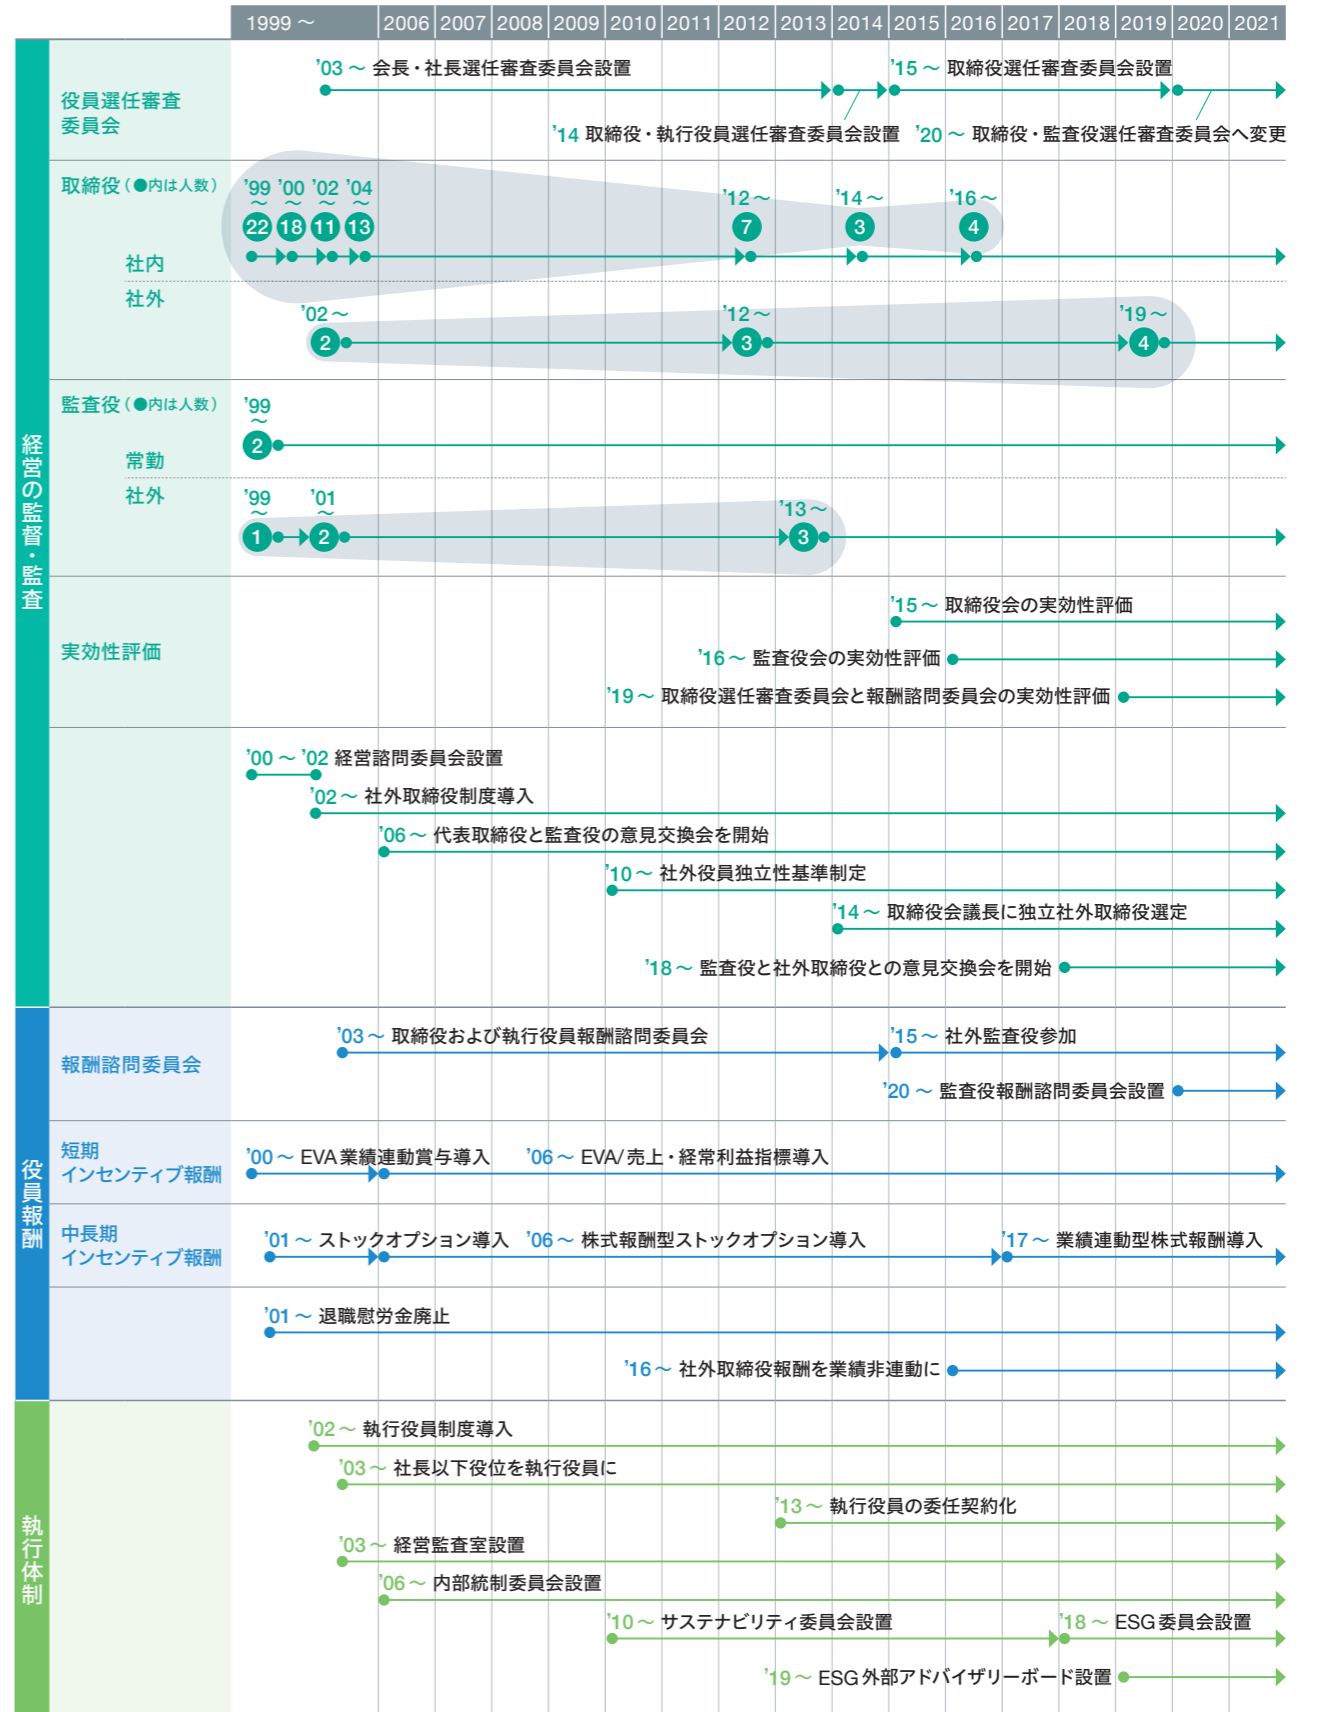 1999 〜 2006 2007 2008 2009 2010 2011 2012 2013 2014 2015 2016 2017 2018 2019 2020 2021
経営の監督・監査
役員選任審査
委員会
’03 〜 会長・社長選任審査委員会設置
’15 〜 取締役選任審査委員会設置
’14 取締役・執行役員選任審査委員会設置
’20 〜 取締役・監査役選任審査委員会へ変更
取締役（●内は人数）
社内
’99 〜 ’00 〜 ’02 〜 ’04 〜 ’12 〜 ’14 〜 ’16 〜
22 18 11 13 7 3 4
社外
’02 〜 ’12 〜 ’19 〜
2 3 4
監査役（●内は人数）
常勤
’99 〜
2
社外
’99 〜 ’01 〜 ’13 〜
1 2 3
実効性評価
’15 〜 取締役会の実効性評価
’16 〜 監査役会の実効性評価
’19 〜 取締役選任審査委員会と報酬諮問委員会の実効性評価
’00 〜 ’02 経営諮問委員会設置
’02 〜 社外取締役制度導入
’06 〜 代表取締役と監査役の意見交換会を開始
’10 〜 社外役員独立性基準制定
’14 〜 取締役会議長に独立社外取締役選定
’18 〜 監査役と社外取締役との意見交換会を開始
役員報酬
報酬諮問委員会
’03 〜 取締役および執行役員報酬諮問委員会
’15 〜 社外監査役参加
’20 〜 監査役報酬諮問委員会設置
短期
インセンティブ報酬
’00 〜 EVA業績連動賞与導入
’06 〜 EVA/売上・経常利益指標導入
中長期
インセンティブ報酬
’01 〜 ストックオプション導入
’06 〜 株式報酬型ストックオプション導入
’17 〜 業績連動型株式報酬導入
’01 〜 退職慰労金廃止
’16 〜 社外取締役報酬を業績非連動に
執行体制
’02 〜 執行役員制度導入
’03 〜 社長以下役位を執行役員に
’13 〜 執行役員の委任契約化
’03 〜 経営監査室設置
’06 〜 内部統制委員会設置
’10 〜 サステナビリティ委員会設置
’18 〜 ESG委員会設置
’19 〜 ESG外部アドバイザリーボード設置